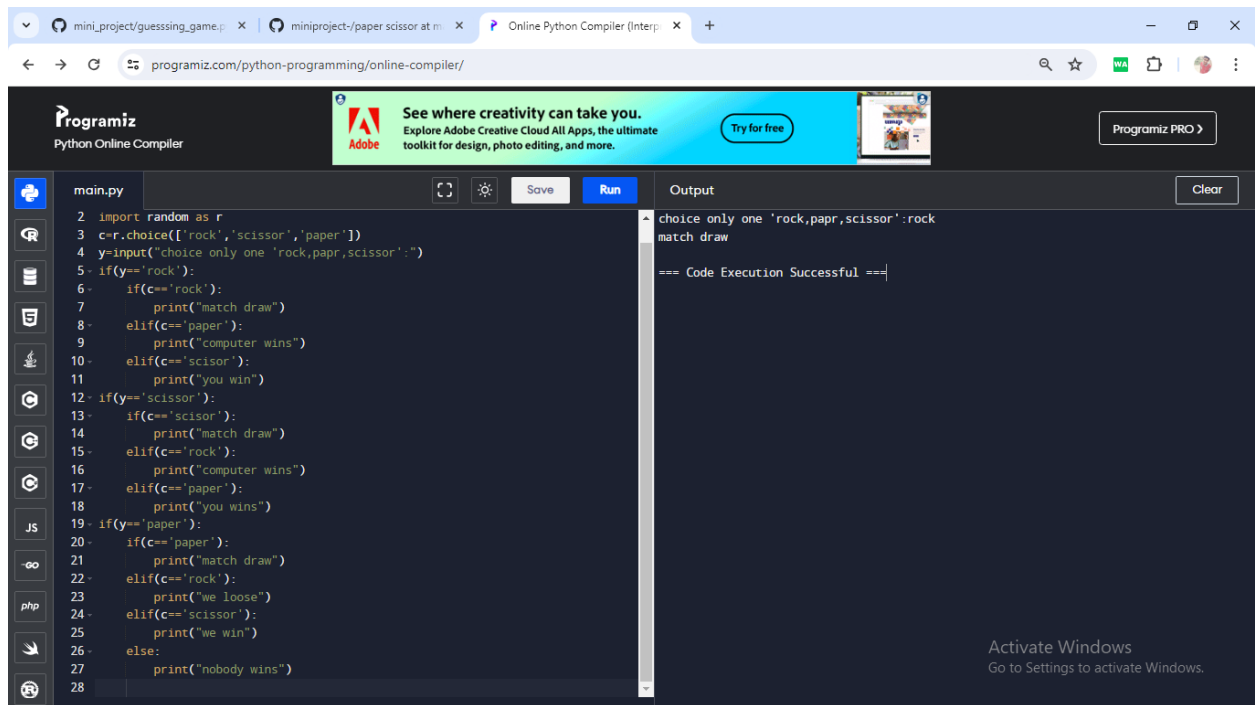 mini_project/guesssing_game.p
miniproject-/paper scissor at m
Online Python Compiler (Interp
programiz.com/python-programming/online-compiler/
WA
Programiz
Python Online Compiler
Adobe
See where creativity can take you.
Explore Adobe Creative Cloud All Apps, the ultimate
toolkit for design, photo editing, and more.
Try for free
Programiz PRO >
main.py
Save
Run
Output
Clear
2 import random as r
3 c=r.choice(['rock','scissor','paper'])
4 y=input("choice only one 'rock,papr,scissor':")
5 if(y=='rock'):
6 if(c=='rock'):
7 print("match draw")
8 elif(c=='paper'):
9 print("computer wins")
10 elif(c=='scisor'):
11 print("you win")
12 if(y=='scissor'):
13 if(c=='scisor'):
14 print("match draw")
15 elif(c=='rock'):
16 print("computer wins")
17 elif(c=='paper'):
18 print("you wins")
19 if(y=='paper'):
20 if(c=='paper'):
21 print("match draw")
22 elif(c=='rock'):
23 print("we loose")
24 elif(c=='scissor'):
25 print("we win")
26 else:
27 print("nobody wins")
28
choice only one 'rock,papr,scissor':rock
match draw
=== Code Execution Successful ===
JS
GO
php
Activate Windows
Go to Settings to activate Windows.